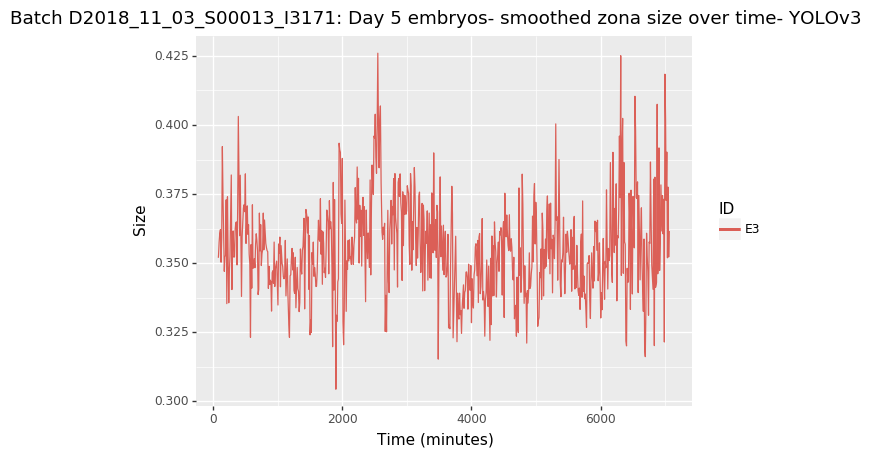 Batch D2018_11_03_S00013_I3171: Day 5 embryos- smoothed zona size over time- YOLOv3
0.425
0.400
0.375
0.350
0.325
0.300
Size
0 2000 4000 6000
Time (minutes)
ID
E3